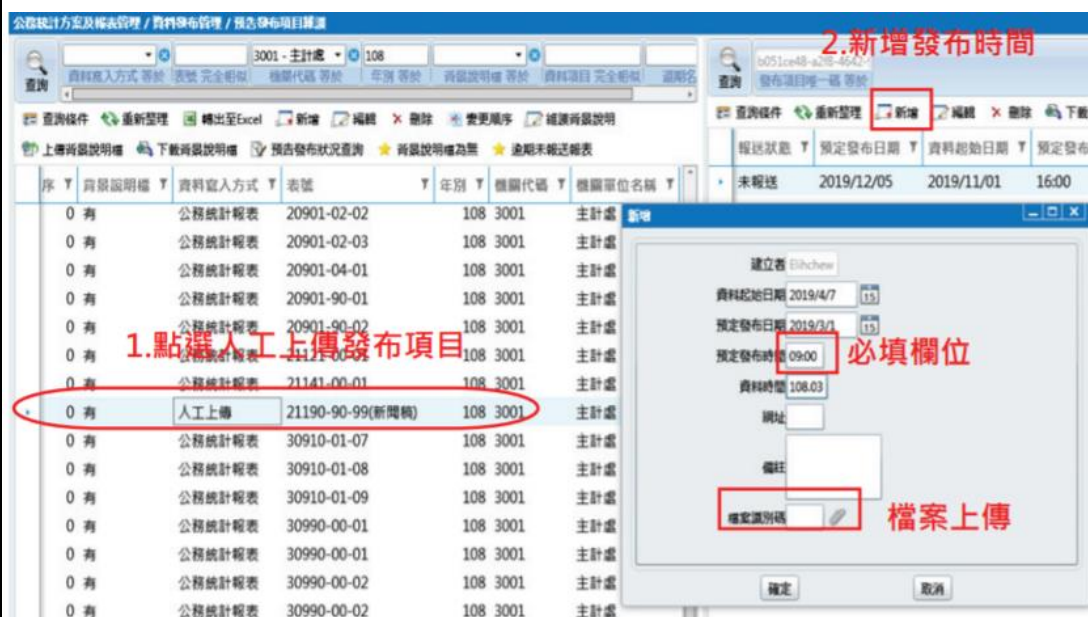 公務統計方案及報表管理 / 資料發布管理 / 預告發布項目維護
3001 - 主計處 108
查詢 資料寫入方式 等於 表號 完全相似 機關代碼 等於 年別 等於 背景說明檔 等於 資料項目 完全相似
查詢條件 重新整理 轉出至Excel 新增 編輯 刪除 變更順序 維護背景說明
上傳背景說明檔 下載背景說明檔 預告發布狀況查詢 背景說明檔為無 逾期未報送報表
序 背景說明檔 資料寫入方式 表號 年別 機關代碼 機關單位名稱
0 有 公務統計報表 20901-02-02 108 3001 主計處
0 有 公務統計報表 20901-02-03 108 3001 主計處
0 有 公務統計報表 20901-04-01 108 3001 主計處
0 有 公務統計報表 20901-90-01 108 3001 主計處
0 有 公務統計報表 20901-90-02 108 3001 主計處
1.點選人工上傳發布項目
0 有 公務統計報表 21121-00-01 108 3001 主計處
0 有 公務統計報表 21141-00-01 108 3001 主計處
0 有 人工上傳 21190-90-99(新聞稿) 108 3001 主計處
0 有 公務統計報表 30910-01-07 108 3001 主計處
0 有 公務統計報表 30910-01-08 108 3001 主計處
0 有 公務統計報表 30910-01-09 108 3001 主計處
0 有 公務統計報表 30990-00-01 108 3001 主計處
0 有 公務統計報表 30990-00-01 108 3001 主計處
0 有 公務統計報表 30990-00-02 108 3001 主計處
0 有 公務統計報表 30990-00-02 108 3001 主計處
2.新增發布時間
b051ce48-a2f8-4642-
查詢 發布項目唯一碼 等於
查詢條件 重新整理 新增 編輯 刪除 下載
報送狀態 預定發布日期 資料起始日期 預定發布
未報送 2019/12/05 2019/11/01 16:00
新增
建立者 Elihchew
資料起始日期 2019/4/7 15
預定發布日期 2019/3/1 15
預定發布時間 09:00 必填欄位
資料時間 108.03
網址
備註
檔案識別碼 檔案上傳
確定 取消